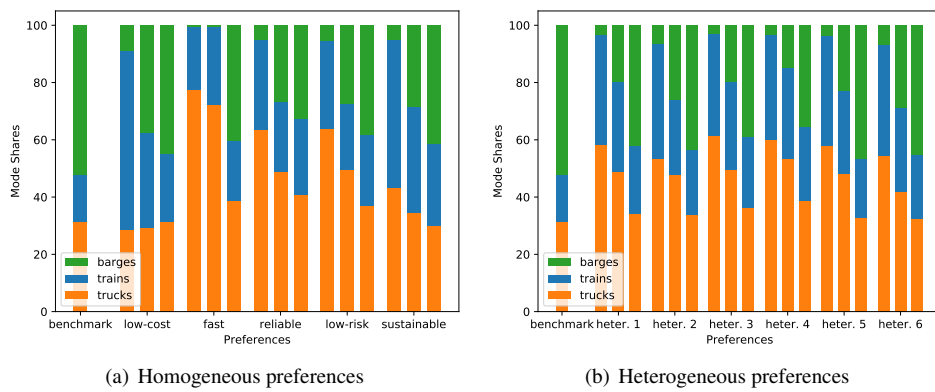 100
80
60
40
20
0
Mode Shares
barges
trains
trucks
benchmark low-cost fast reliable low-risk sustainable
Preferences
(a) Homogeneous preferences
100
80
60
40
20
0
Mode Shares
barges
trains
trucks
benchmark heter. 1 heter. 2 heter. 3 heter. 4 heter. 5 heter. 6
Preferences
(b) Heterogeneous preferences